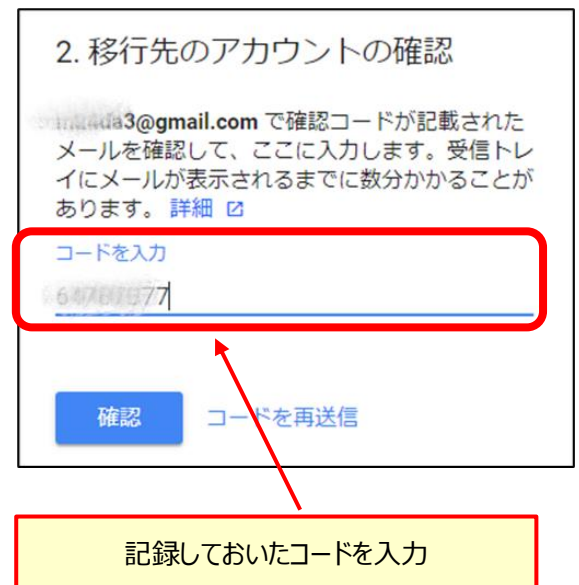 2. 移行先のアカウントの確認
3@gmail.com で確認コードが記載された
メールを確認して、ここに入力します。受信トレ
イにメールが表示されるまでに数分かかることが
あります。 詳細
コードを入力
確認 コードを再送信
記録しておいたコードを入力